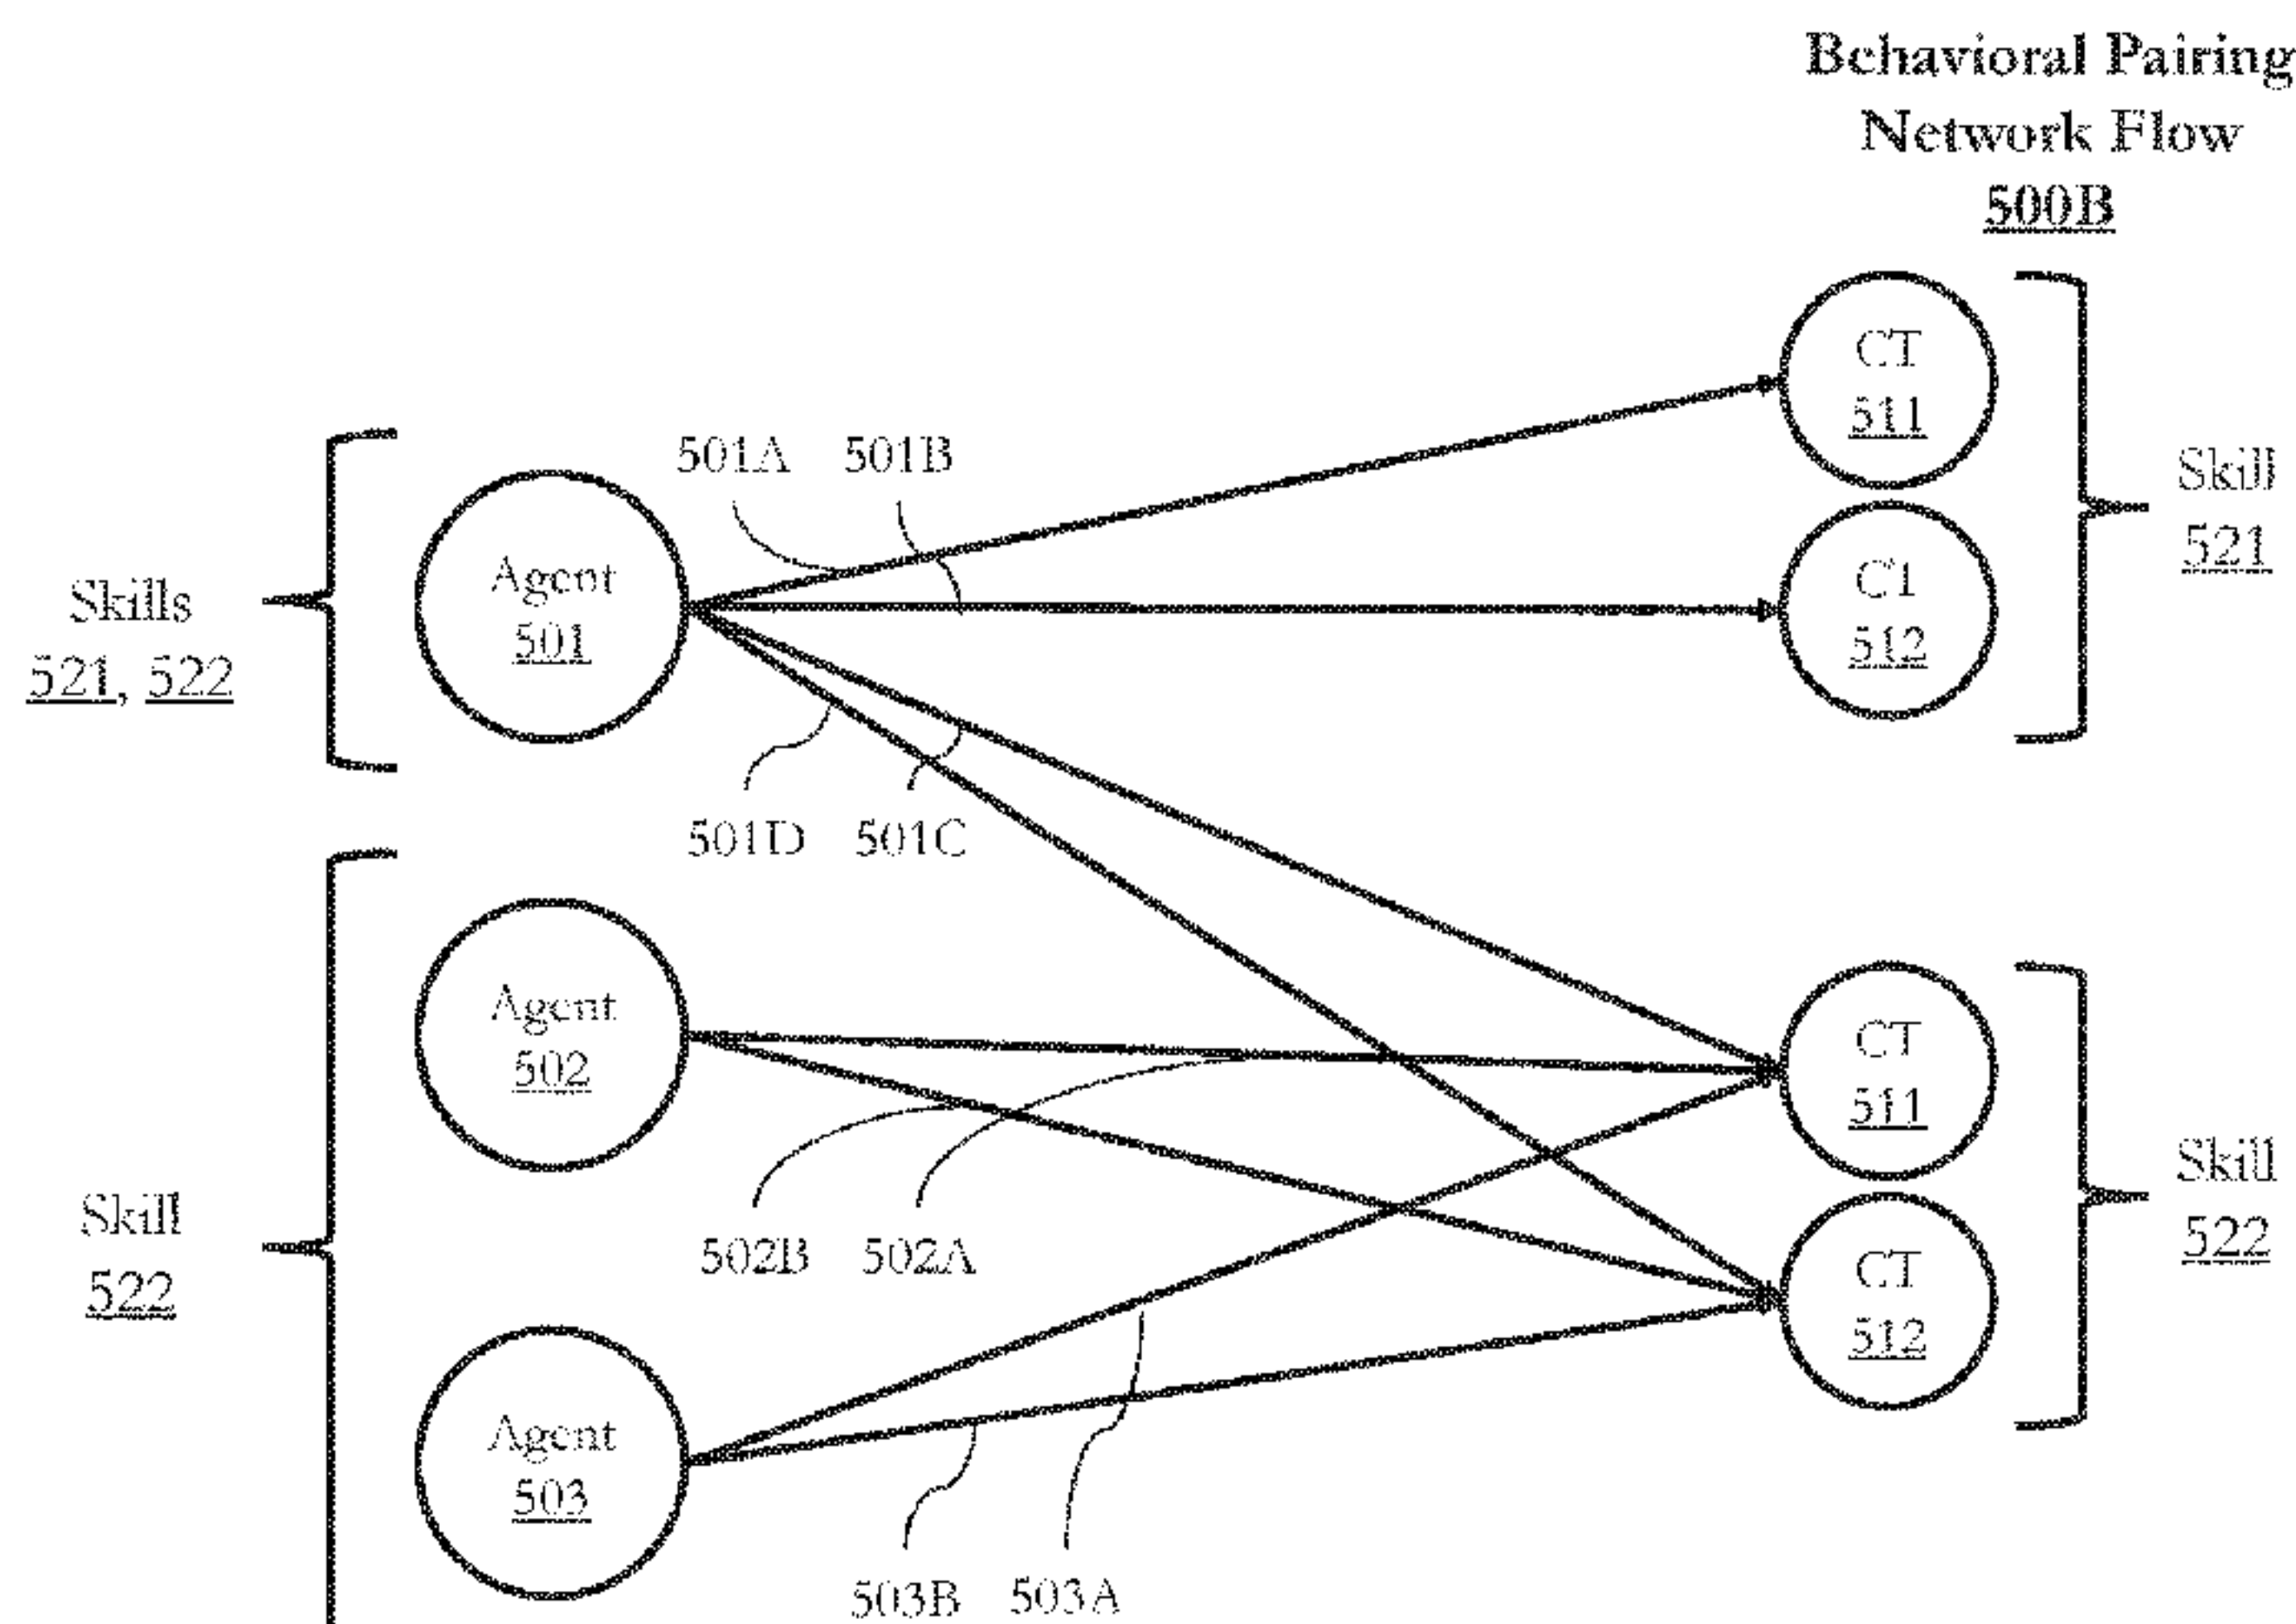 Behavioral Pairing
Network Flow
500B
CT
511
Skill
521
CT
512
501A 501B
Agent
501
Skills
521, 522
501D 501C
Agent
502
CT
511
Skill
522
CT
512
502B 502A
Skill
522
Agent
503
503B 503A